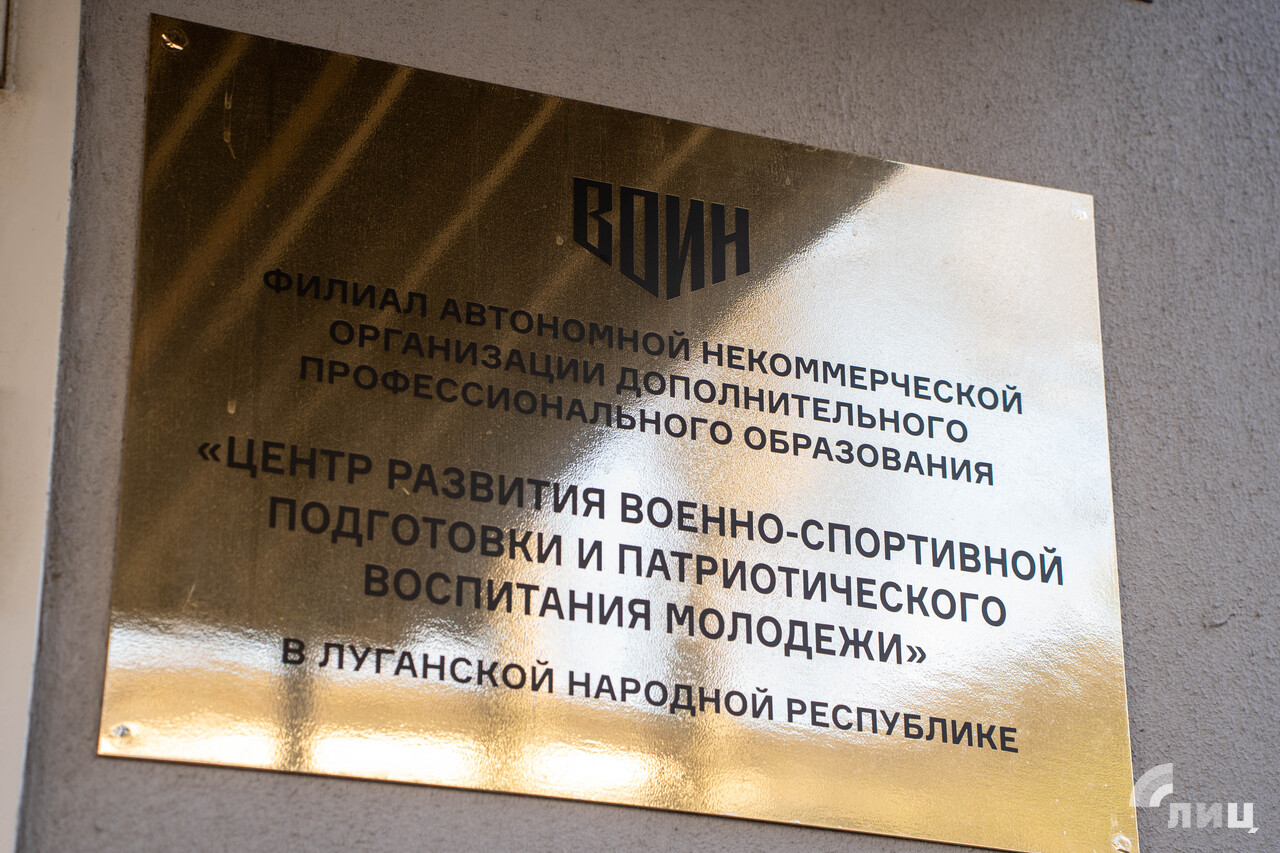 ВОИН
ФИЛИАЛ АВТОНОМНОЙ НЕКОММЕРЧЕСКОЙ
ОРГАНИЗАЦИИ ДОПОЛНИТЕЛЬНОГО
ПРОФЕССИОНАЛЬНОГО ОБРАЗОВАНИЯ
«ЦЕНТР РАЗВИТИЯ ВОЕННО-СПОРТИВНОЙ
ПОДГОТОВКИ И ПАТРИОТИЧЕСКОГО
ВОСПИТАНИЯ МОЛОДЕЖИ»
В ЛУГАНСКОЙ НАРОДНОЙ РЕСПУБЛИКЕ
лиц